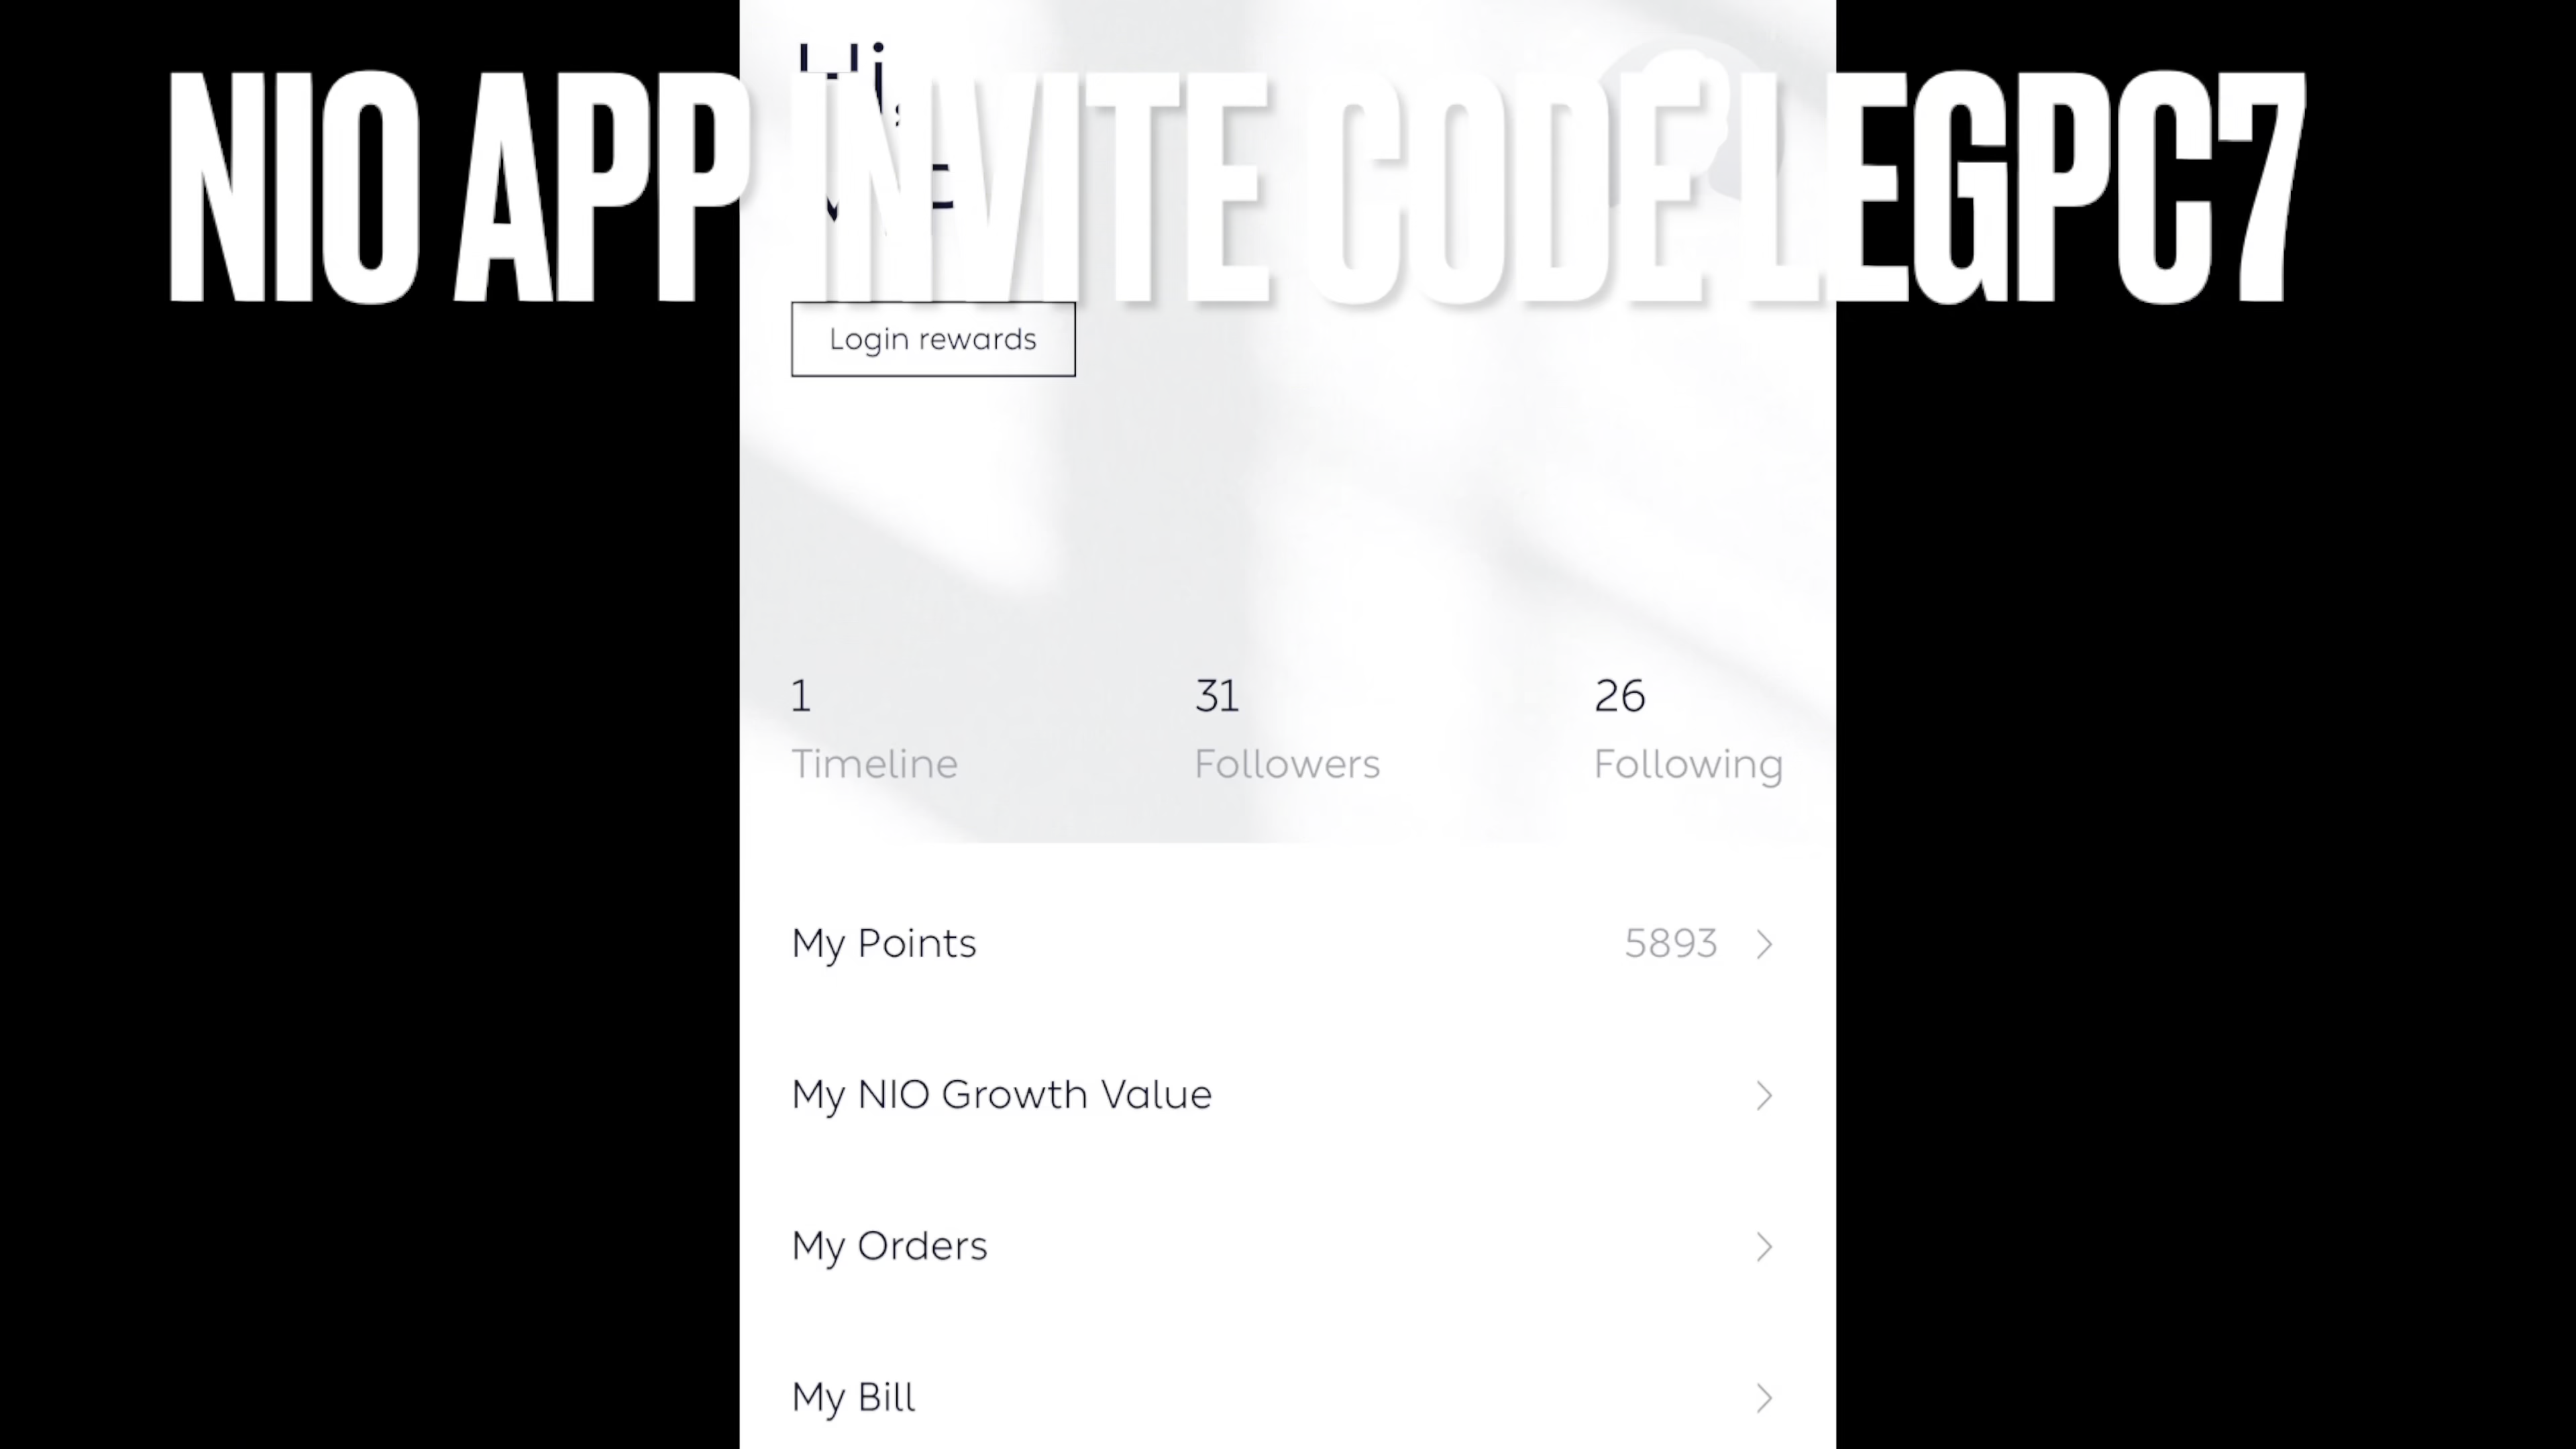 NIO APP INVITE CODE LEGPC7
Hi,
Login rewards
1
31
26
Timeline
Followers
Following
My Points
5893
My NIO Growth Value
My Orders
My Bill